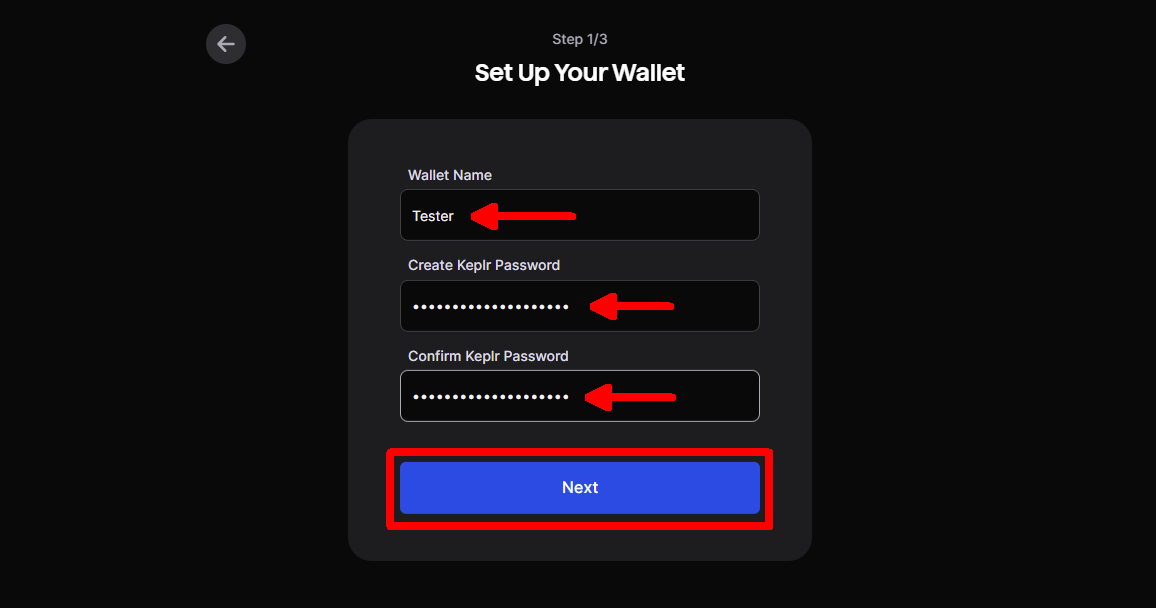 Step 1/3
Set Up Your Wallet
Wallet Name
Tester
Create Keplr Password
••••••••••••••••••••
Confirm Keplr Password
••••••••••••••••••••
Next